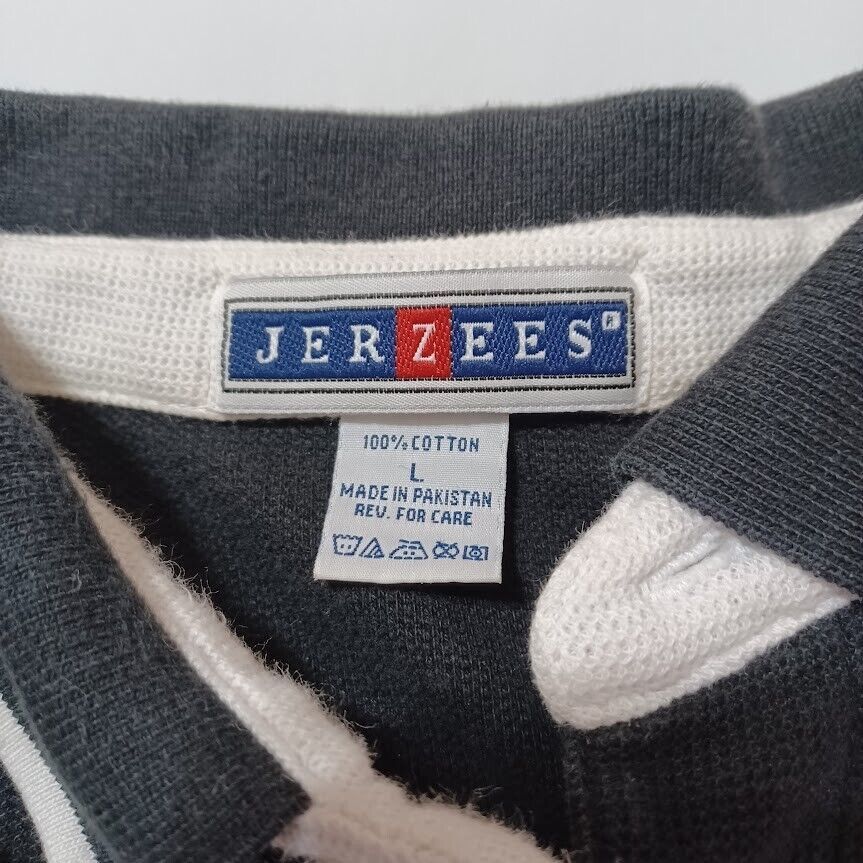 JERZEES
100% COTTON
L
MADE IN PAKISTAN
REV. FOR CARE